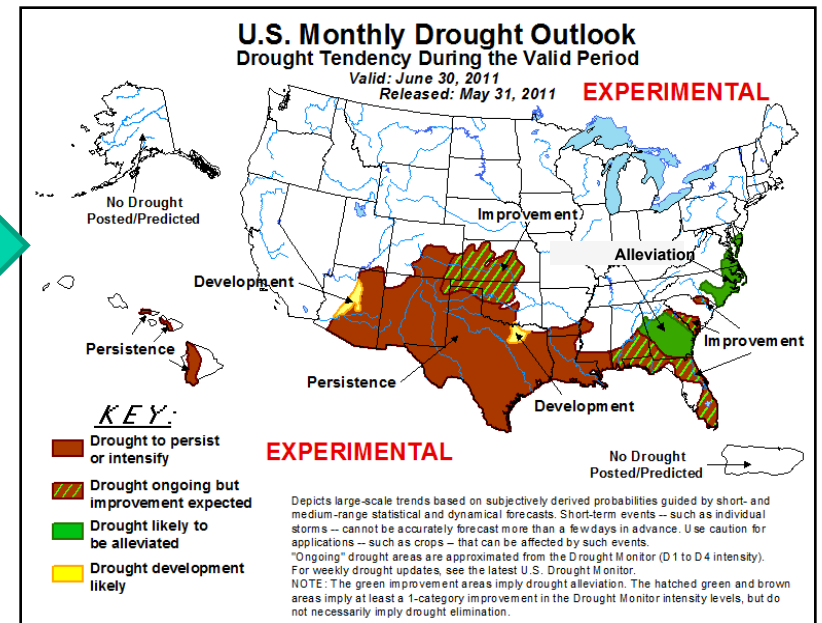 U.S. Monthly Drought Outlook
Drought Tendency During the Valid Period
Valid: June 30, 2011
Released: May 31, 2011
EXPERIMENTAL
No Drought
Posted/Predicted
Improvement
Alleviation
Development
Persistence
Improvement
Persistence
Development
KEY:
Drought to persist
or intensify
Drought ongoing but
improvement expected
Drought likely to
be alleviated
Drought development
likely
EXPERIMENTAL
No Drought
Posted/Predicted
Depicts large-scale trends based on subjectively derived probabilities guided by short- and
medium-range statistical and dynamical forecasts. Short-term events -- such as individual
storms -- cannot be accurately forecast more than a few days in advance. Use caution for
applications -- such as crops -- that can be affected by such events.
"Ongoing" drought areas are approximated from the Drought Monitor (D1 to D4 intensity).
For weekly drought updates, see the latest U.S. Drought Monitor.
NOTE: The green improvement areas imply drought alleviation. The hatched green and brown
areas imply at least a 1-category improvement in the Drought Monitor intensity levels, but do
not necessarily imply drought elimination.